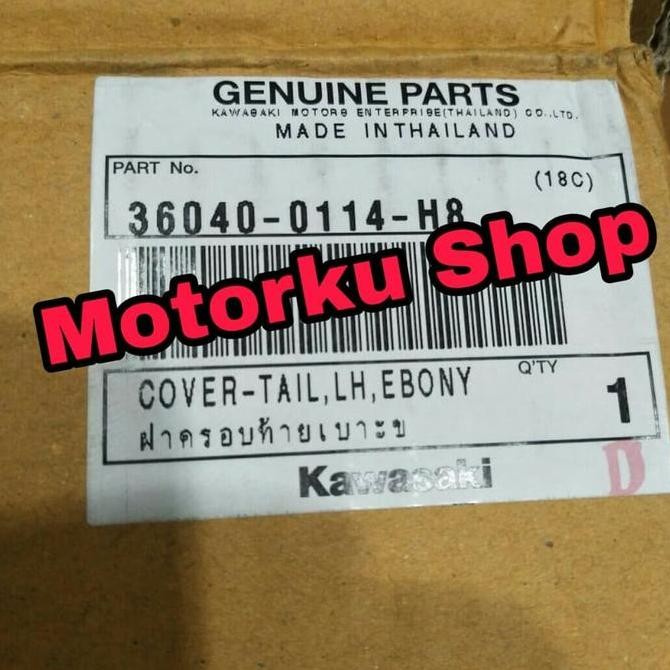 GENUINE PARTS
KAWASAKI MOTORS ENTERPRISE(THAILAND) CO.,LTD.
MADE IN THAILAND
PART No.
(18C)
36040-0114-H8
Motorku Shop
COVER-TAIL,LH,EBONY
Q'TY
1
ฝาครอบท้ายเบาะข
Kawasaki
D